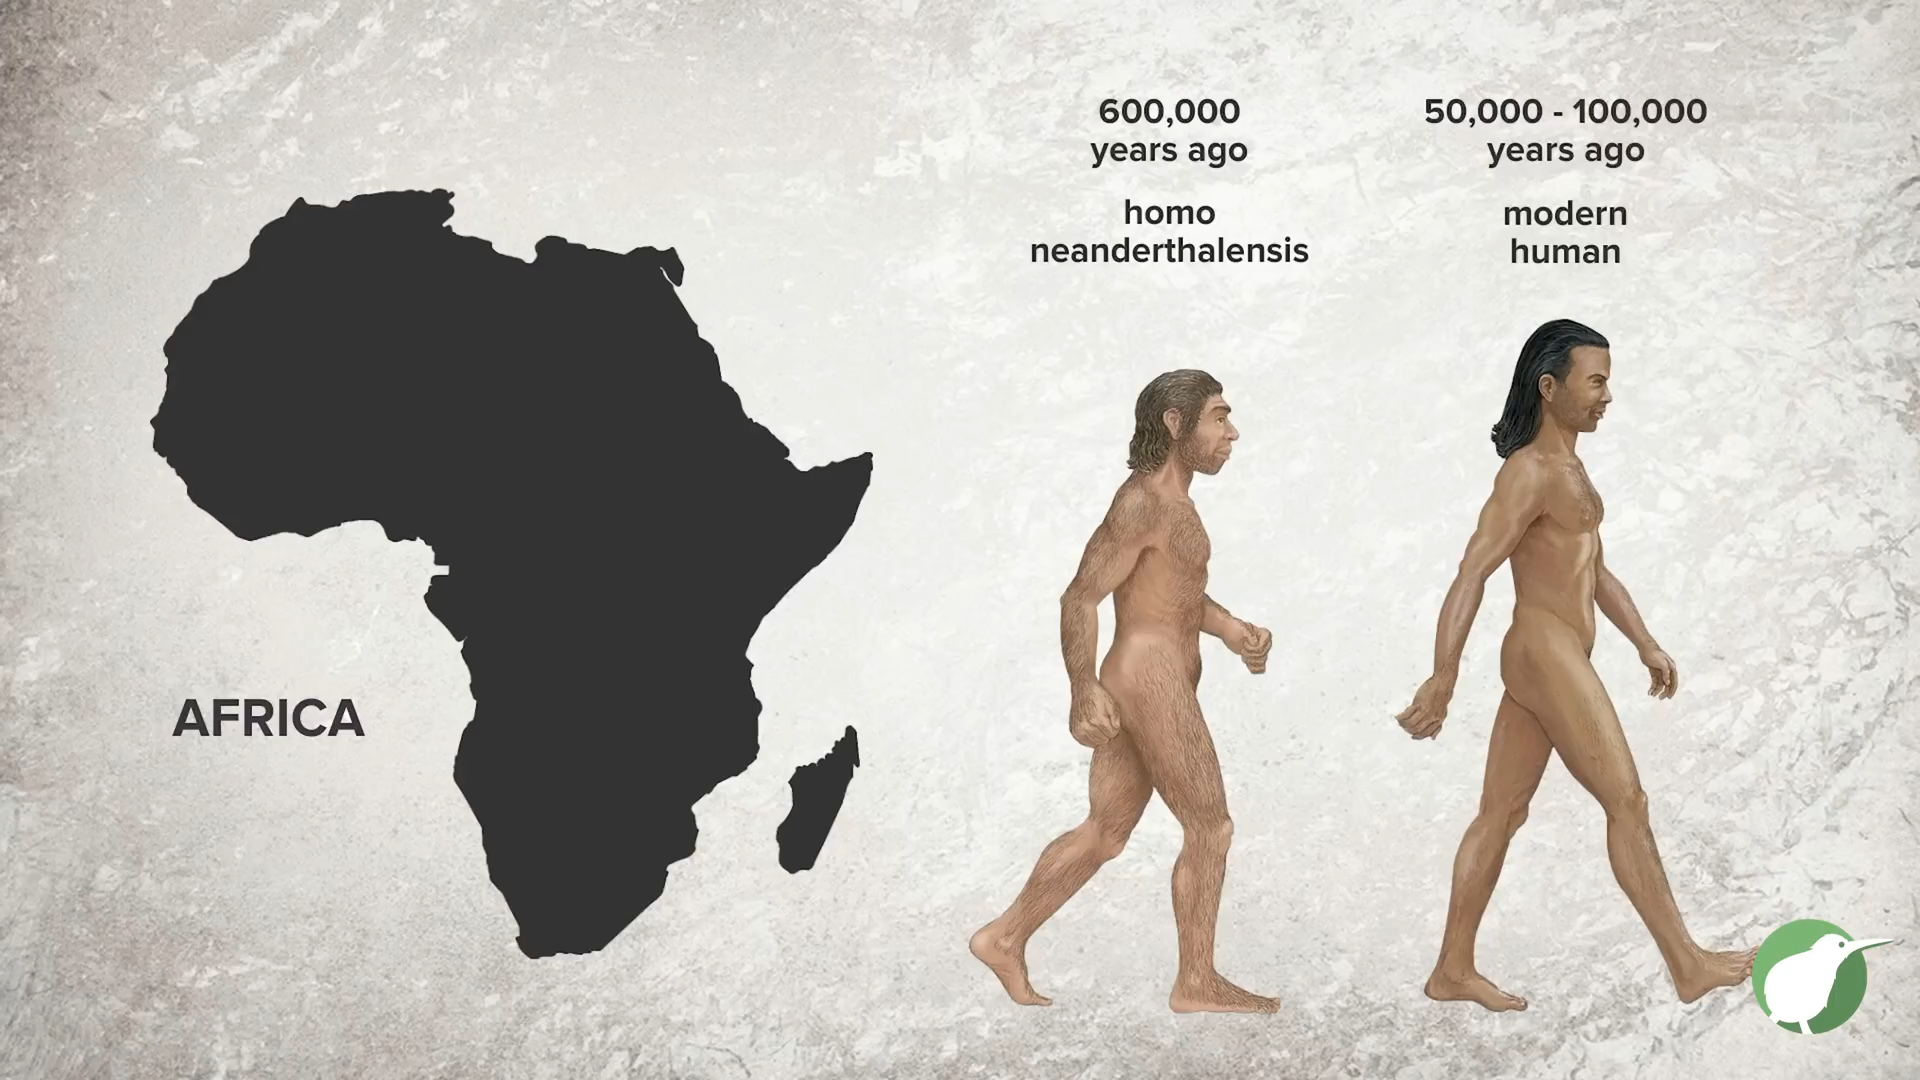 600,000
years ago
homo
neanderthalensis
50,000 - 100,000
years ago
modern
human
AFRICA